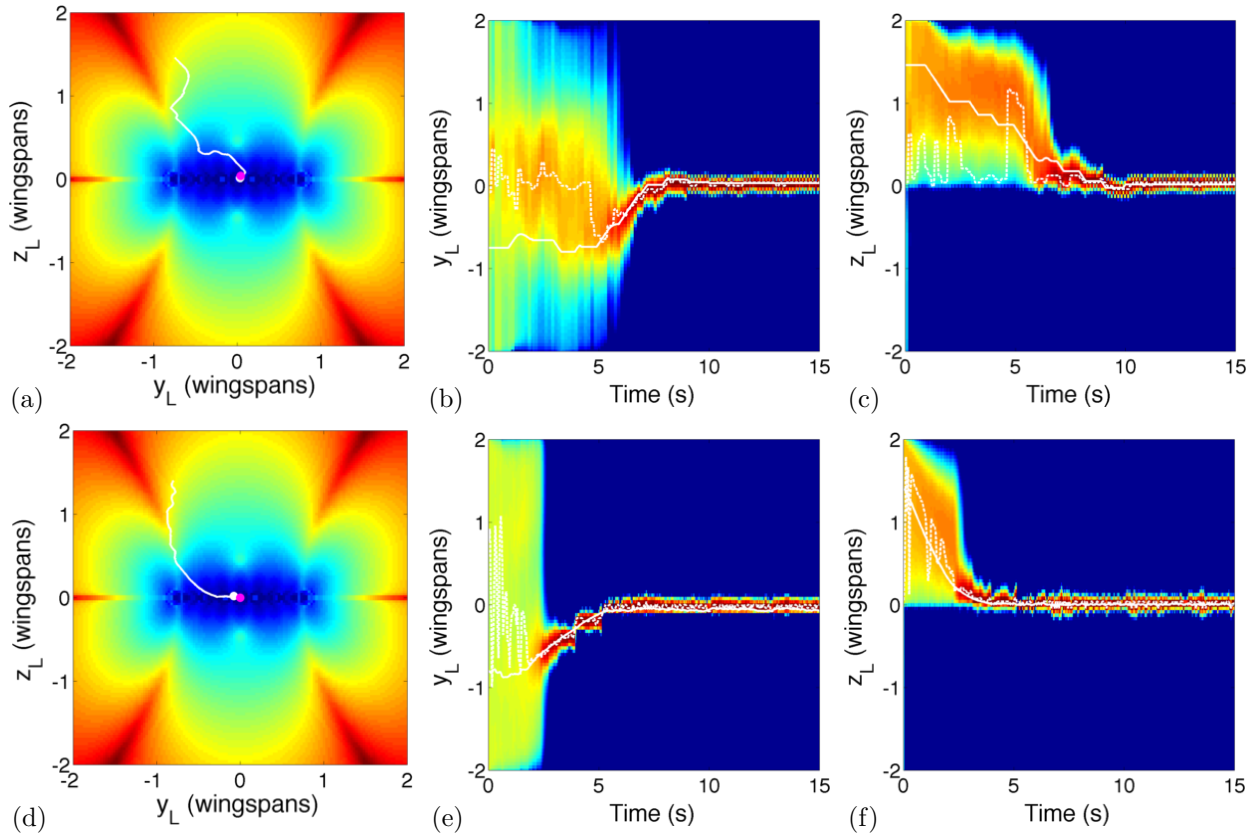 2
1
0
-1
-2
-2 -1 0 1 2
z_L (wingspans)
y_L (wingspans)
(a)
2
1
0
-1
-2
0 5 10 15
y_L (wingspans)
Time (s)
(b)
2
1
0
-1
-2
0 5 10 15
z_L (wingspans)
Time (s)
(c)
2
1
0
-1
-2
-2 -1 0 1 2
z_L (wingspans)
y_L (wingspans)
(d)
2
1
0
-1
-2
0 5 10 15
y_L (wingspans)
Time (s)
(e)
2
1
0
-1
-2
0 5 10 15
z_L (wingspans)
Time (s)
(f)